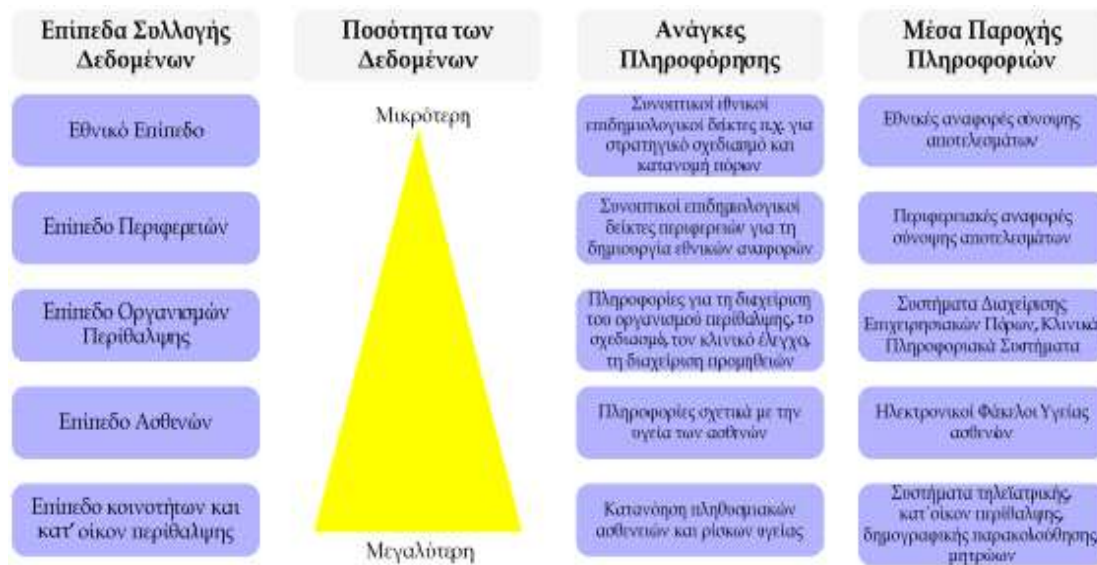 Επίπεδα Συλλογής
Δεδομένων
Ποσότητα των
Δεδομένων
Ανάγκες
Πληροφόρησης
Μέσα Παροχής
Πληροφοριών
Εθνικό Επίπεδο
Μικρότερη
Συνοπτικοί εθνικοί
επιδημιολογικοί δείκτες π.χ. για
στρατηγικό σχεδιασμό και
κατανομή πόρων
Εθνικές αναφορές σύνοψης
αποτελεσμάτων
Επίπεδο Περιφερειών
Συνοπτικοί επιδημιολογικοί
δείκτες περιφερειών για τη
δημιουργία εθνικών αναφορών
Περιφερειακές αναφορές
σύνοψης αποτελεσμάτων
Επίπεδο Οργανισμών
Περίθαλψης
Πληροφορίες για τη διαχείριση
του οργανισμού περίθαλψης, το
σχεδιασμό, τον κλινικό έλεγχο,
τη διαχείριση προμηθειών
Συστήματα Διαχείρισης
Επιχειρησιακών Πόρων, Κλινικά
Πληροφοριακά Συστήματα
Επίπεδο Ασθενών
Πληροφορίες σχετικά με την
υγεία των ασθενών
Ηλεκτρονικοί Φάκελοι Υγείας
ασθενών
Επίπεδο κοινοτήτων και
κατ' οίκον περίθαλψης
Μεγαλύτερη
Κατανόηση πληθυσμιακών
ασθενειών και ρίσκων υγείας
Συστήματα τηλεϊατρικής,
κατ' οίκον περίθαλψης,
δημογραφικής παρακολούθησης,
μητρώων